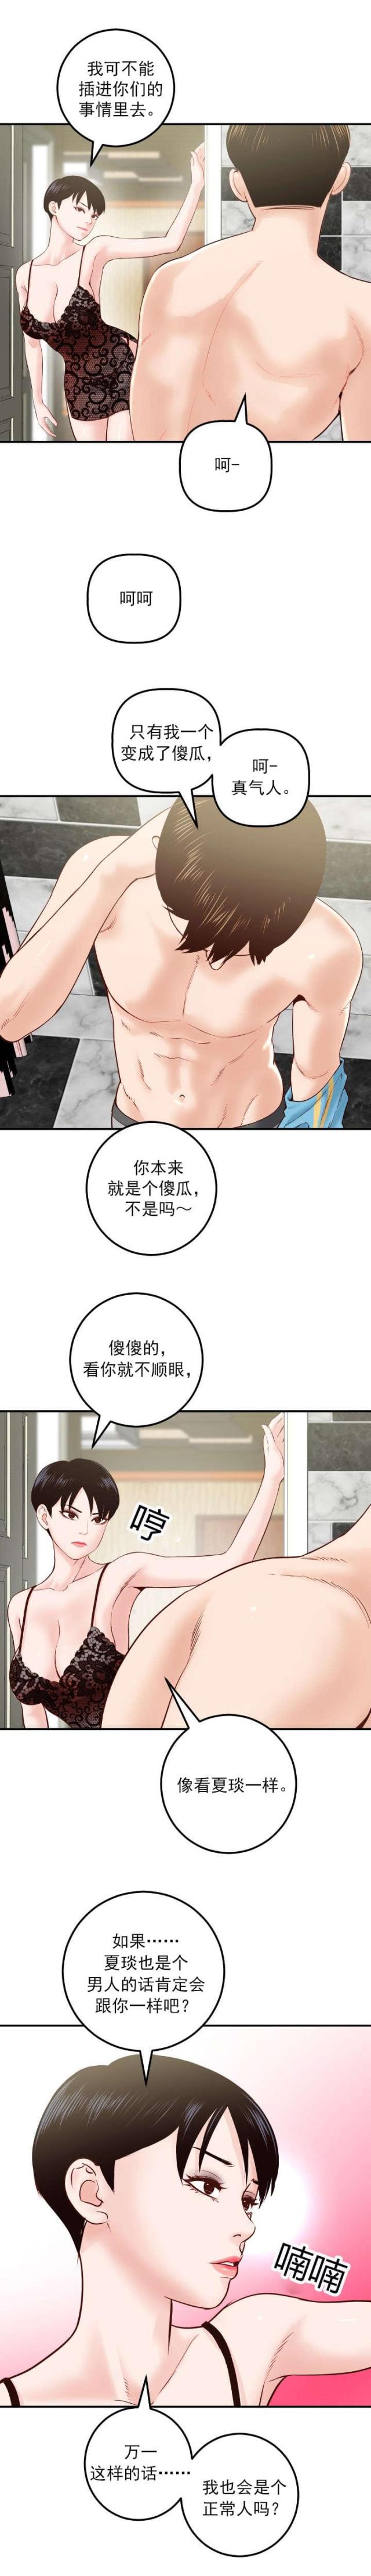 我可不能
插进你们的
事情里去。
呵-
呵呵
只有我一个
变成了傻瓜，
呵-
真气人。
你本来
就是个傻瓜，
不是吗～
傻傻的，
看你就不顺眼，
哼
像看夏琰一样。
如果……
夏琰也是个
男人的话肯定会
跟你一样吧？
喃喃
万一
这样的话……
我也会是个
正常人吗？